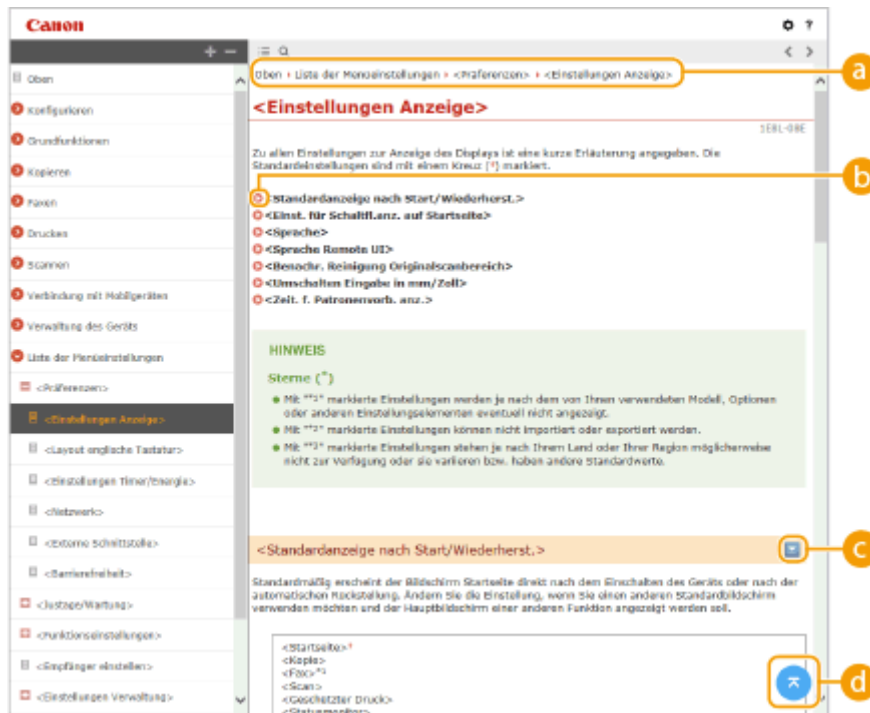 Canon
?
+ −
< >
Oben
Konfigurieren
Grundfunktionen
Kopieren
Faxen
Drucken
Scannen
Verbindung mit Mobilgeräten
Verwaltung des Geräts
Liste der Menüeinstellungen
<Präferenzen>
<Einstellungen Anzeige>
<Layout englische Tastatur>
<Einstellungen Timer/Energie>
<Netzwerk>
<Externe Schnittstelle>
<Barrierefreiheit>
<Justage/Wartung>
<Funktionseinstellungen>
<Empfänger einstellen>
<Einstellungen Verwaltung>
Oben › Liste der Menüeinstellungen › <Präferenzen> › <Einstellungen Anzeige>
a
<Einstellungen Anzeige>
1EBL-08E
Zu allen Einstellungen zur Anzeige des Displays ist eine kurze Erläuterung angegeben. Die
Standardeinstellungen sind mit einem Kreuz (*) markiert.
b
<Standardanzeige nach Start/Wiederherst.>
<Einst. für Schaltfl.anz. auf Startseite>
<Sprache>
<Sprache Remote UI>
<Benachr. Reinigung Originalscanbereich>
<Umschalten Eingabe in mm/Zoll>
<Zeit. f. Patronenvorb. anz.>
HINWEIS
Sterne (*)
Mit "*1" markierte Einstellungen werden je nach dem von Ihnen verwendeten Modell, Optionen
oder anderen Einstellungselementen eventuell nicht angezeigt.
Mit "*2" markierte Einstellungen können nicht importiert oder exportiert werden.
Mit "*3" markierte Einstellungen stehen je nach Ihrem Land oder Ihrer Region möglicherweise
nicht zur Verfügung oder sie variieren bzw. haben andere Standardwerte.
<Standardanzeige nach Start/Wiederherst.>
c
Standardmäßig erscheint der Bildschirm Startseite direkt nach dem Einschalten des Geräts oder nach der
automatischen Rückstellung. Ändern Sie die Einstellung, wenn Sie einen anderen Standardbildschirm
verwenden möchten und der Hauptbildschirm einer anderen Funktion angezeigt werden soll.
<Startseite>*
<Kopie>
<Fax>*1
<Scan>
<Geschützter Druck>
<Statusmonitor>
d